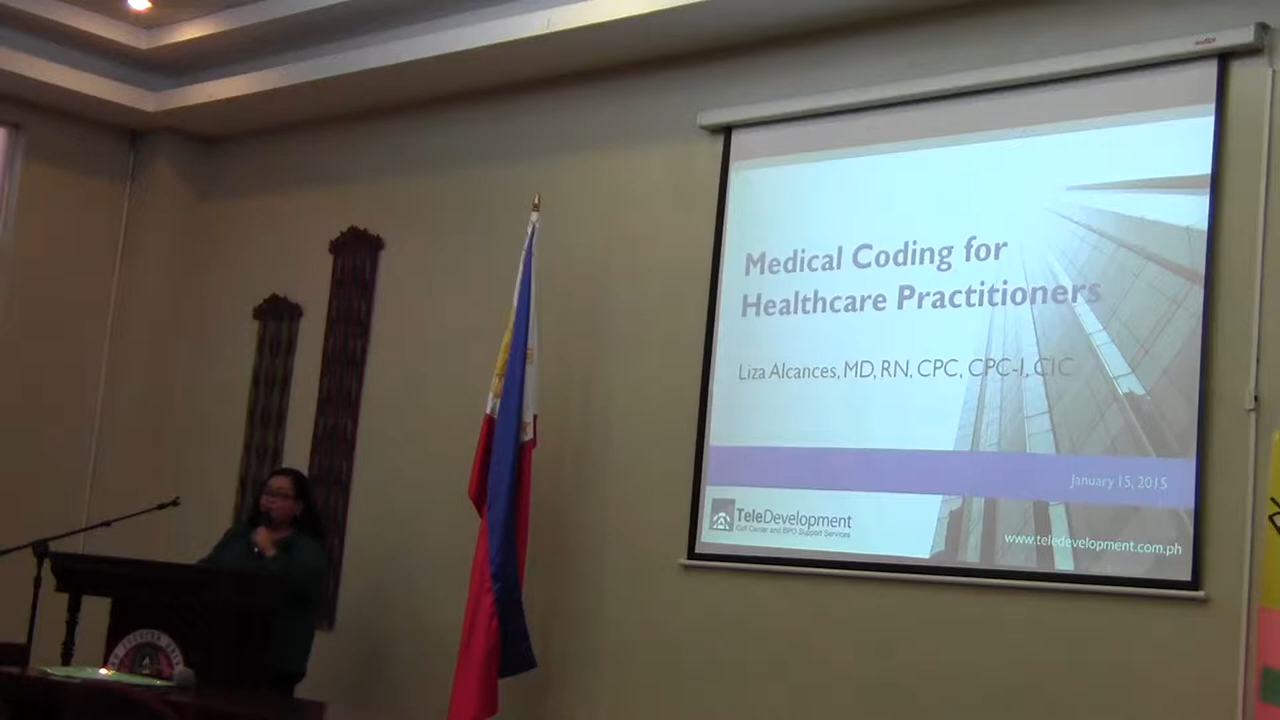 Medical Coding for
Healthcare Practitioners
Liza Alcances, MD, RN, CPC, CPC-I, CIC
January 15, 2015
TeleDevelopment
Call Center and BPO Support Services
www.teledevelopment.com.ph